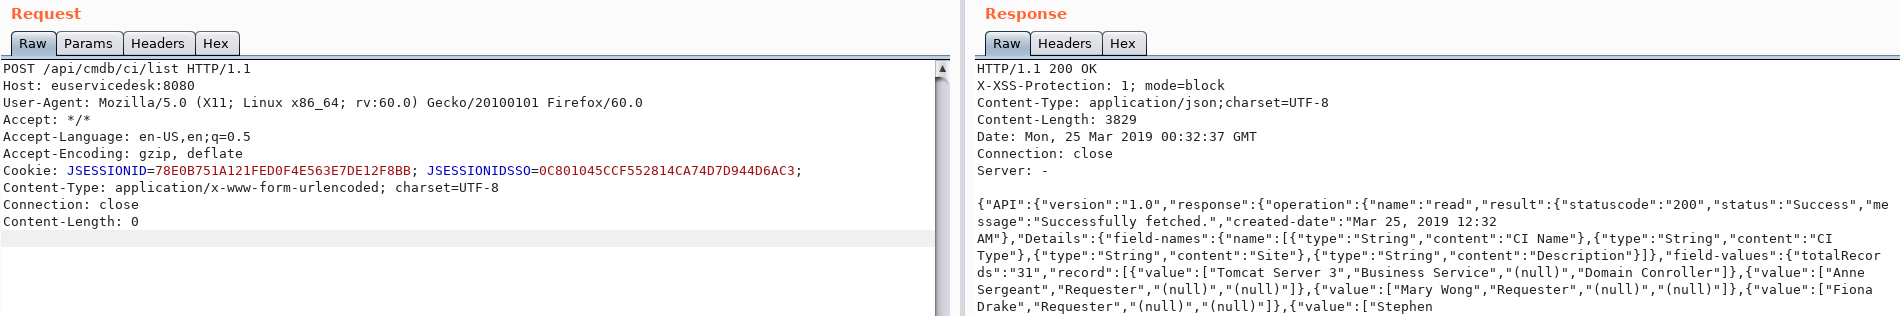 Request
Raw Params Headers Hex
POST /api/cmdb/ci/list HTTP/1.1
Host: euservicedesk:8080
User-Agent: Mozilla/5.0 (X11; Linux x86_64; rv:60.0) Gecko/20100101 Firefox/60.0
Accept: */*
Accept-Language: en-US,en;q=0.5
Accept-Encoding: gzip, deflate
Cookie: JSESSIONID=78E0B751A121FED0F4E563E7DE12F8BB; JSESSIONIDSSO=0C801045CCF552814CA74D7D944D6AC3;
Content-Type: application/x-www-form-urlencoded; charset=UTF-8
Connection: close
Content-Length: 0
Response
Raw Headers Hex
HTTP/1.1 200 OK
X-XSS-Protection: 1; mode=block
Content-Type: application/json;charset=UTF-8
Content-Length: 3829
Date: Mon, 25 Mar 2019 00:32:37 GMT
Connection: close
Server: -
{"API":{"version":"1.0","response":{"operation":{"name":"read","result":{"statuscode":"200","status":"Success","me
ssage":"Successfully fetched.","created-date":"Mar 25, 2019 12:32
AM"},"Details":{"field-names":{"name":[{"type":"String","content":"CI Name"},{"type":"String","content":"CI
Type"},{"type":"String","content":"Site"},{"type":"String","content":"Description"}]},"field-values":{"totalRecor
ds":"31","record":[{"value":["Tomcat Server 3","Business Service","(null)","Domain Conroller"]},{"value":["Anne
Sergeant","Requester","(null)","(null)"]},{"value":["Mary Wong","Requester","(null)","(null)"]},{"value":["Fiona
Drake","Requester","(null)","(null)"]},{"value":["Stephen